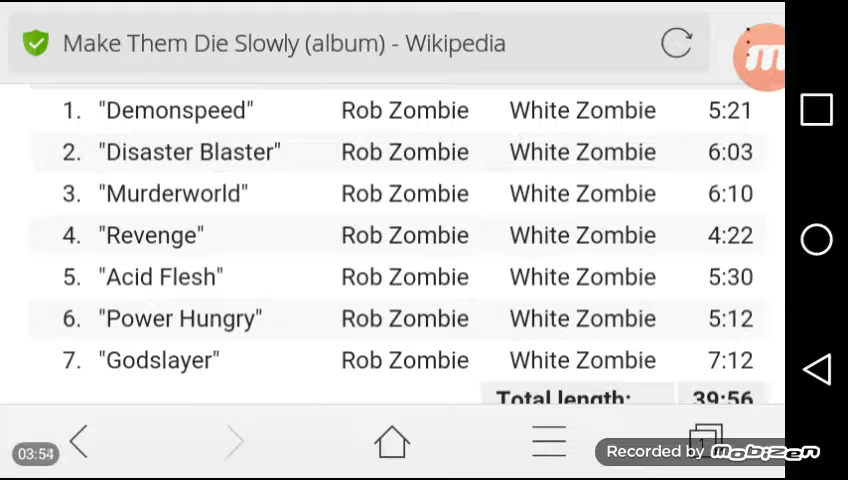 Make Them Die Slowly (album) - Wikipedia
1. "Demonspeed" Rob Zombie White Zombie 5:21
2. "Disaster Blaster" Rob Zombie White Zombie 6:03
3. "Murderworld" Rob Zombie White Zombie 6:10
4. "Revenge" Rob Zombie White Zombie 4:22
5. "Acid Flesh" Rob Zombie White Zombie 5:30
6. "Power Hungry" Rob Zombie White Zombie 5:12
7. "Godslayer" Rob Zombie White Zombie 7:12
Total length: 39:56
03:54
1
Recorded by mobizen